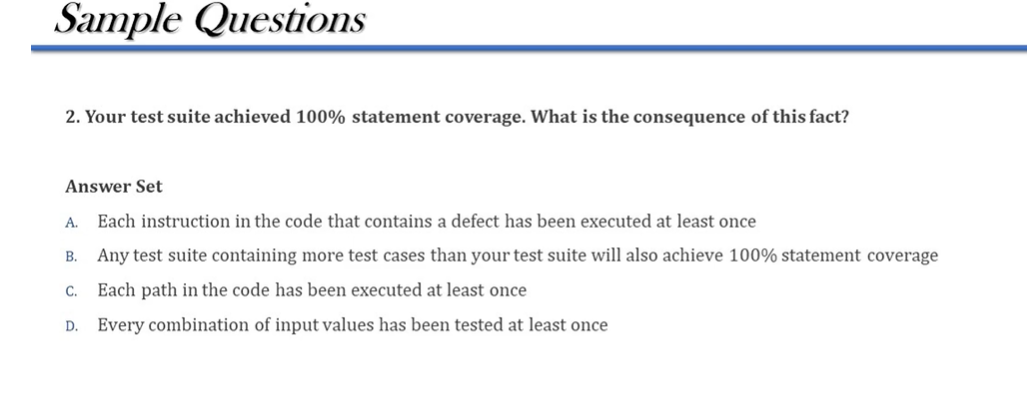 Sample Questions
2. Your test suite achieved 100% statement coverage. What is the consequence of this fact?
Answer Set
A. Each instruction in the code that contains a defect has been executed at least once
B. Any test suite containing more test cases than your test suite will also achieve 100% statement coverage
C. Each path in the code has been executed at least once
D. Every combination of input values has been tested at least once